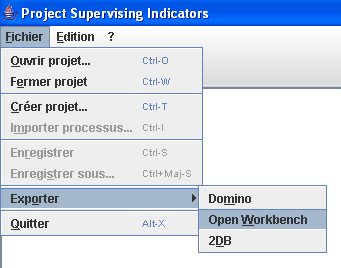 Project Supervising Indicators
Fichier Edition ?
Ouvrir projet... Ctrl-O
Fermer projet Ctrl-W
Créer projet... Ctrl-T
Importer processus... Ctrl-I
Enregistrer Ctrl-S
Enregistrer sous... Ctrl+Maj-S
Exporter Domino
Open Workbench
Quitter Alt-X
2DB